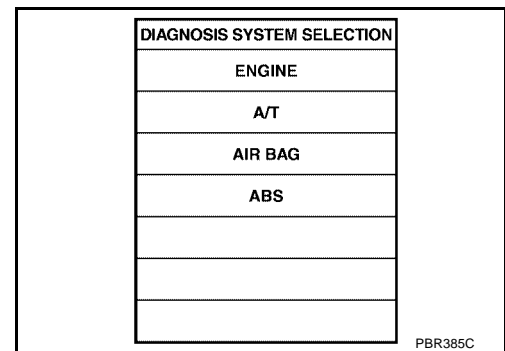 DIAGNOSIS SYSTEM SELECTION
ENGINE
A/T
AIR BAG
ABS
PBR385C